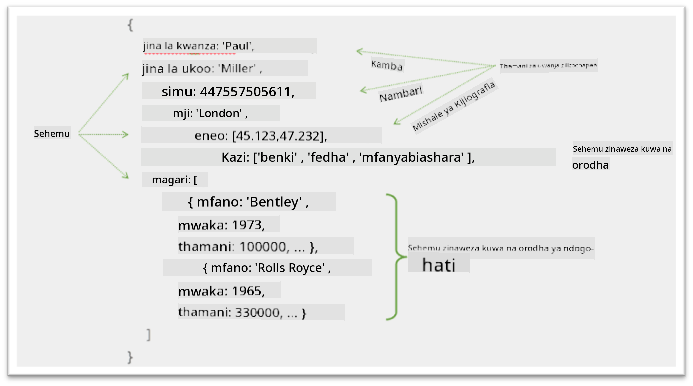 {
jina la kwanza: 'Paul',
jina la ukoo: 'Miller' ,
simu: 447557505611,
mji: 'London' ,
eneo: [45.123,47.232],
Kazi: ['benki' , 'fedha' , 'mfanyabiashara' ],
magari: [
{ mfano: 'Bentley' ,
mwaka: 1973,
thamani: 100000, ... },
{ mfano: 'Rolls Royce' ,
mwaka: 1965,
thamani: 330000, ... }
]
}
Sehemu
Kamba
Nambari
Mishale ya Kijiografia
Thamani za uwanja zilizochapwa
Sehemu zinaweza kuwa na
orodha
Sehemu zinaweza kuwa na orodha ya ndogo-
hati